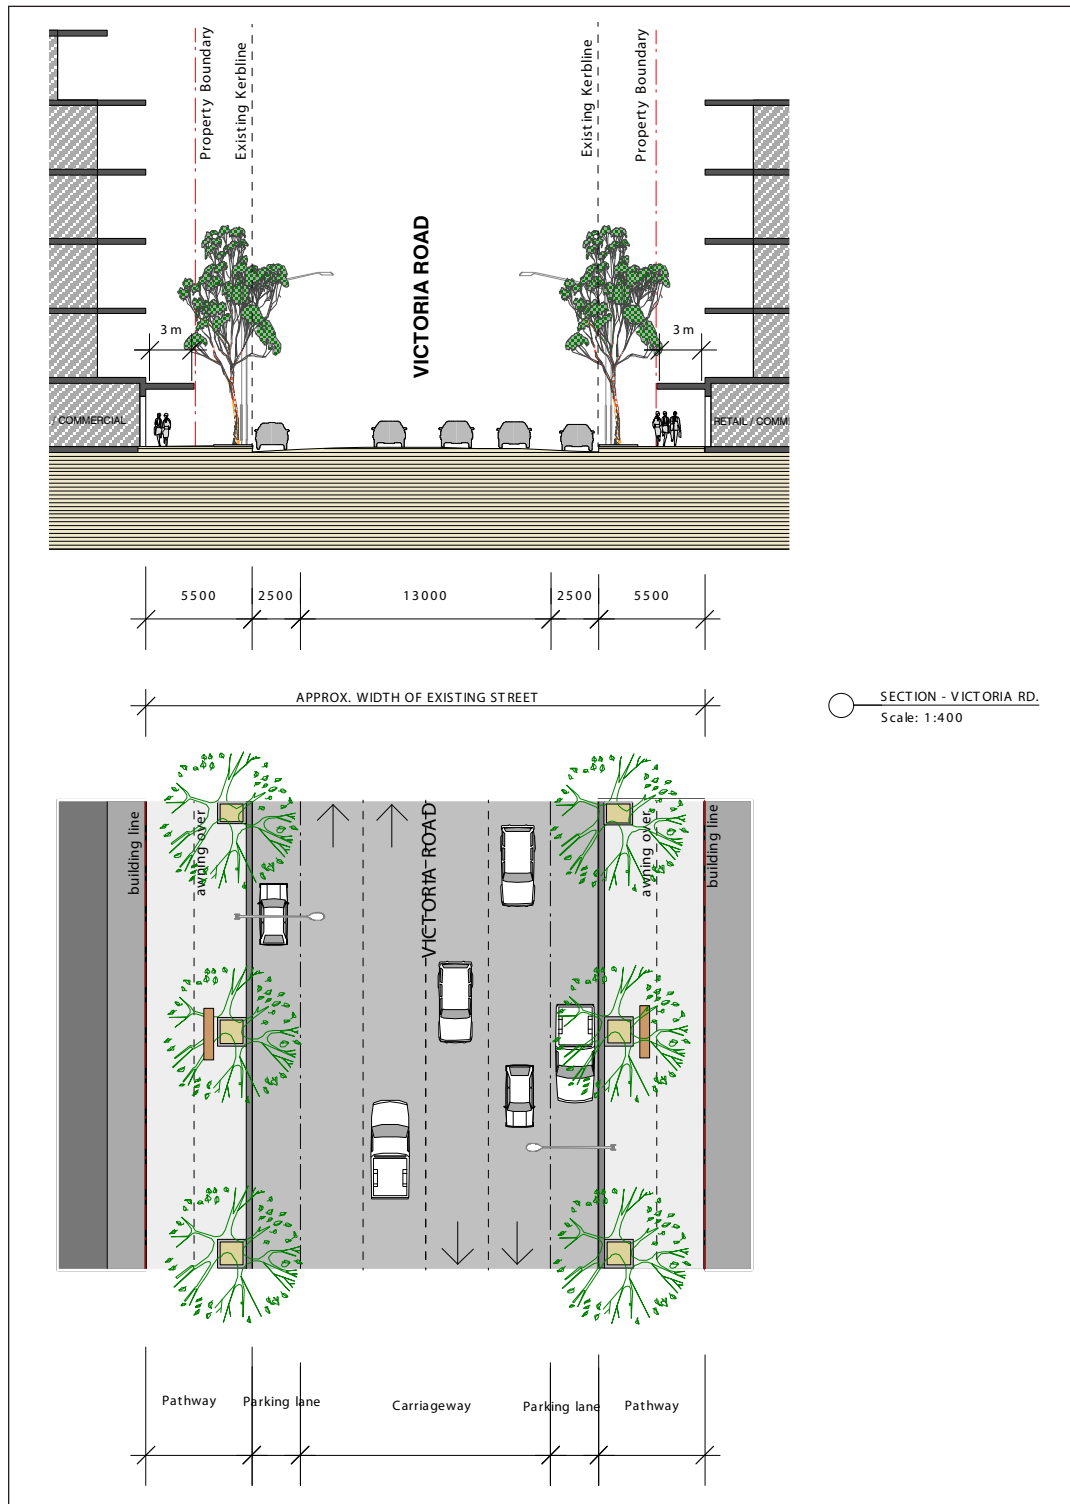 Property Boundary
Existing Kerbline
Existing Kerbline
Property Boundary
VICTORIA ROAD
3 m
3 m
/ COMMERCIAL
RETAIL / COMM
5500
2500
13000
2500
5500
APPROX. WIDTH OF EXISTING STREET
SECTION - VICTORIA RD.
Scale: 1:400
building line
awning over
VICTORIA ROAD
awning over
building line
Pathway
Parking lane
Carriageway
Parking lane
Pathway